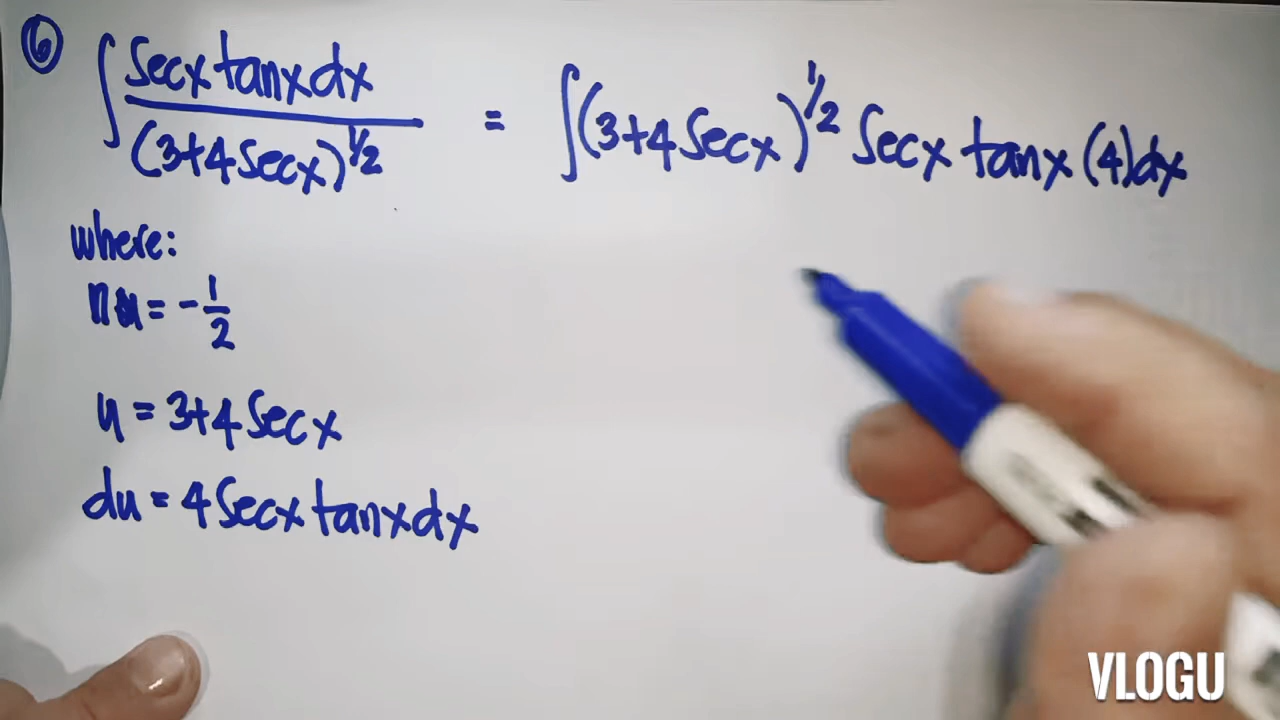 ⑥ ∫ Secx tanx dx / (3+4Secx)^1/2 = ∫(3+4Secx)^1/2 Secx tanx (4)dx
where:
n = -1/2
u = 3+4Secx
du = 4Secx tanx dx
VLOGU